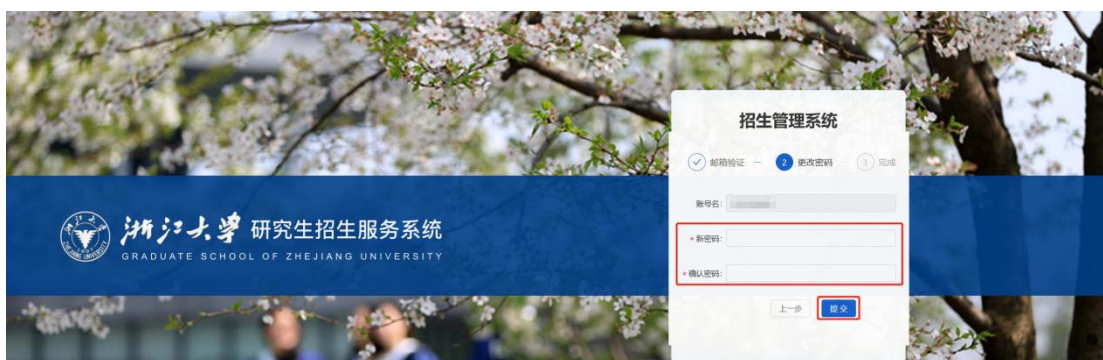 招生管理系统
邮箱验证
2 更改密码
3 完成
账号名:
* 新密码:
* 确认密码:
上一步 提交
浙江大学 研究生招生服务系统
GRADUATE SCHOOL OF ZHEJIANG UNIVERSITY